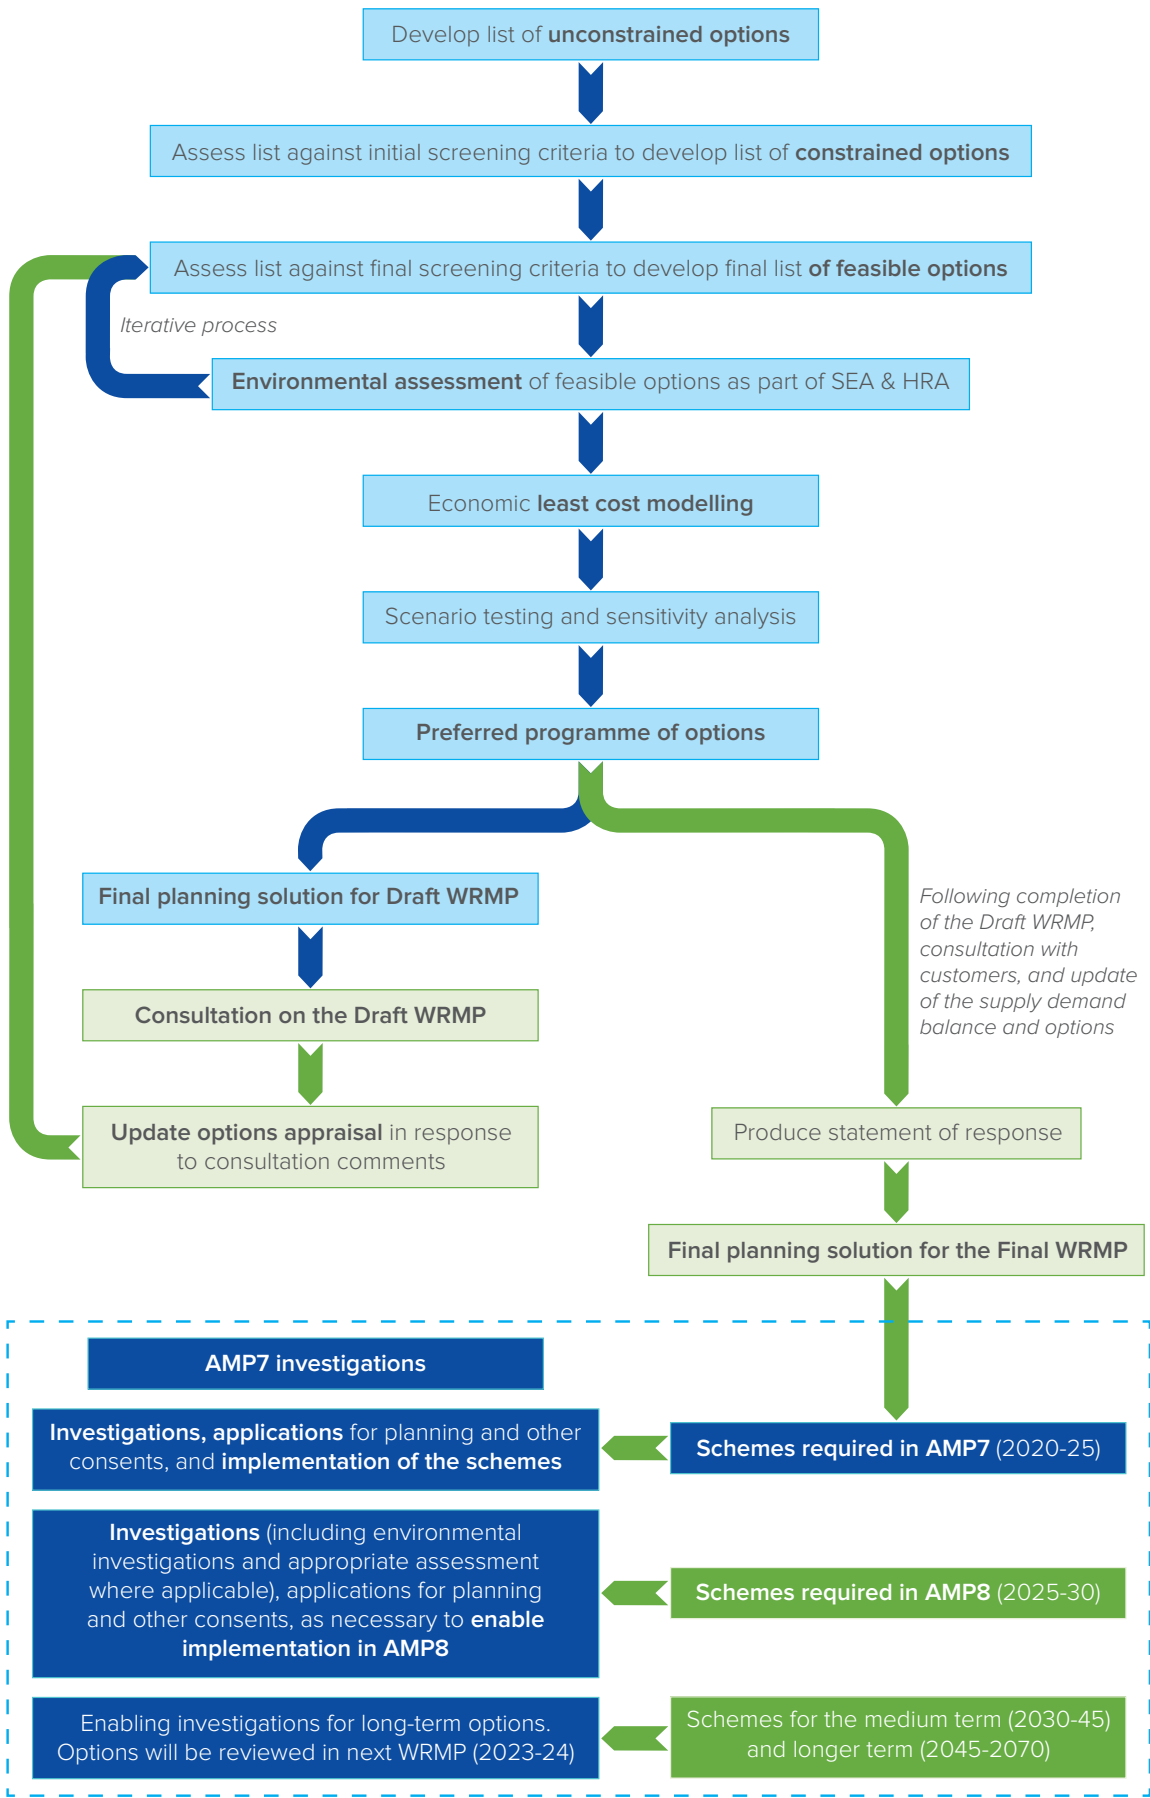 Develop list of unconstrained options
Assess list against initial screening criteria to develop list of constrained options
Assess list against final screening criteria to develop final list of feasible options
Iterative process
Environmental assessment of feasible options as part of SEA & HRA
Economic least cost modelling
Scenario testing and sensitivity analysis
Preferred programme of options
Final planning solution for Draft WRMP
Following completion
of the Draft WRMP,
consultation with
customers, and update
of the supply demand
balance and options
Consultation on the Draft WRMP
Update options appraisal in response
to consultation comments
Produce statement of response
Final planning solution for the Final WRMP
AMP7 investigations
Investigations, applications for planning and other
consents, and implementation of the schemes
Schemes required in AMP7 (2020-25)
Investigations (including environmental
investigations and appropriate assessment
where applicable), applications for planning
and other consents, as necessary to enable
implementation in AMP8
Schemes required in AMP8 (2025-30)
Enabling investigations for long-term options.
Options will be reviewed in next WRMP (2023-24)
Schemes for the medium term (2030-45)
and longer term (2045-2070)